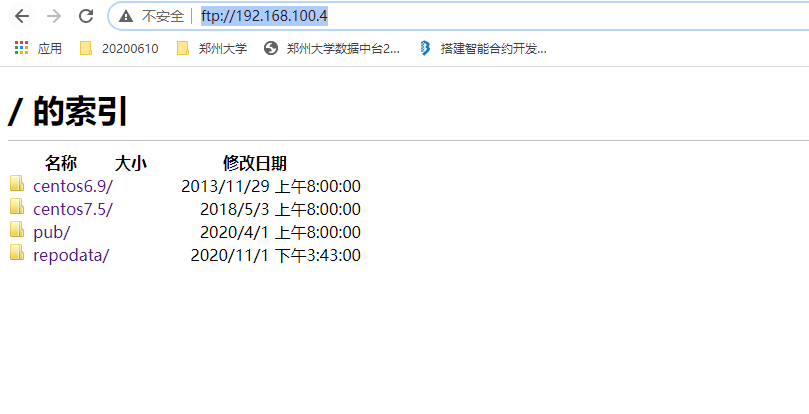 不安全 ftp://192.168.100.4
应用 20200610 郑州大学 郑州大学数据中台2... 搭建智能合约开发...
/ 的索引
名称 大小 修改日期
centos6.9/ 2013/11/29 上午8:00:00
centos7.5/ 2018/5/3 上午8:00:00
pub/ 2020/4/1 上午8:00:00
repodata/ 2020/11/1 下午3:43:00